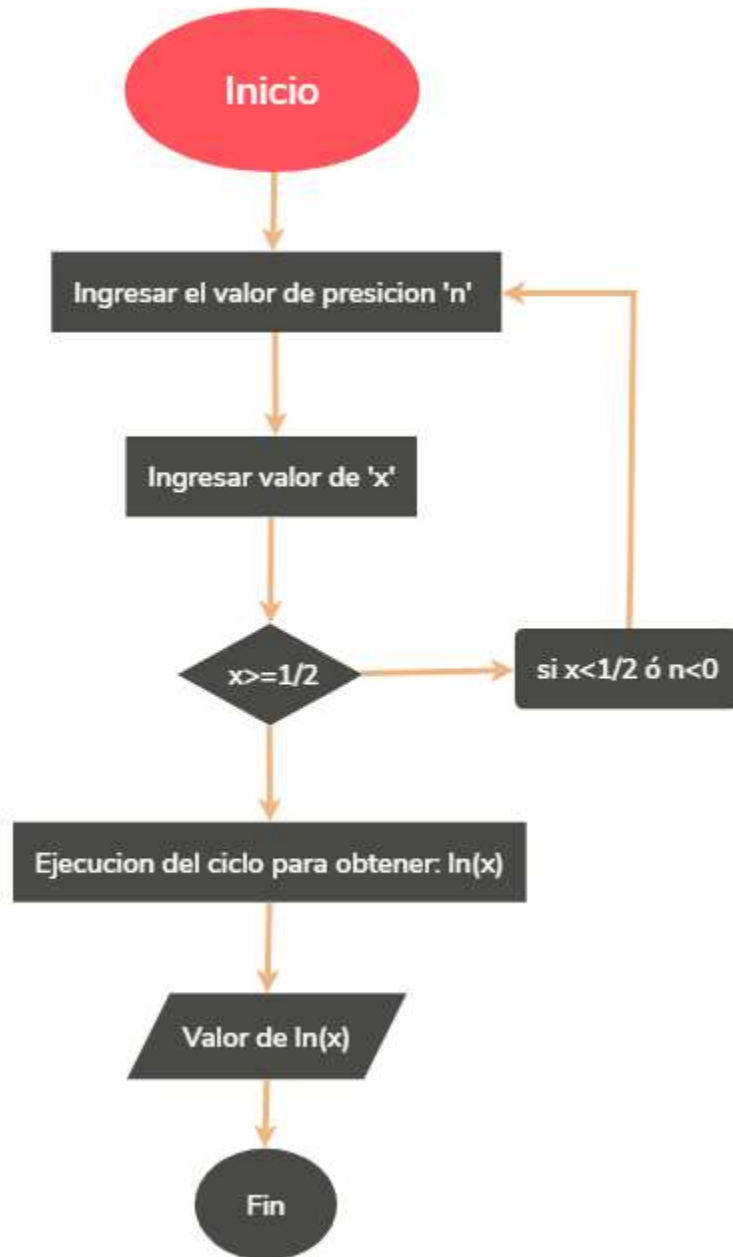 Inicio
Ingresar el valor de presicion 'n'
Ingresar valor de 'x'
x>=1/2
si x<1/2 ó n<0
Ejecucion del ciclo para obtener: ln(x)
Valor de ln(x)
Fin